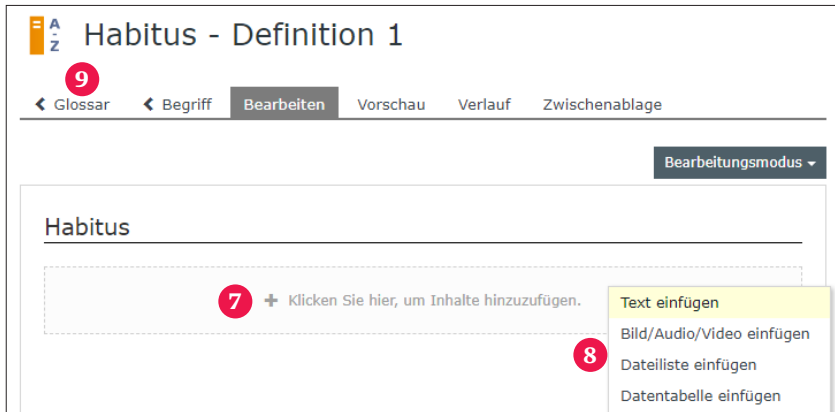 A
-
Z
Habitus - Definition 1
9
Glossar Begriff Bearbeiten Vorschau Verlauf Zwischenablage
Bearbeitungsmodus
Habitus
7 Klicken Sie hier, um Inhalte hinzuzufügen.
Text einfügen
Bild/Audio/Video einfügen
8
Dateiliste einfügen
Datentabelle einfügen